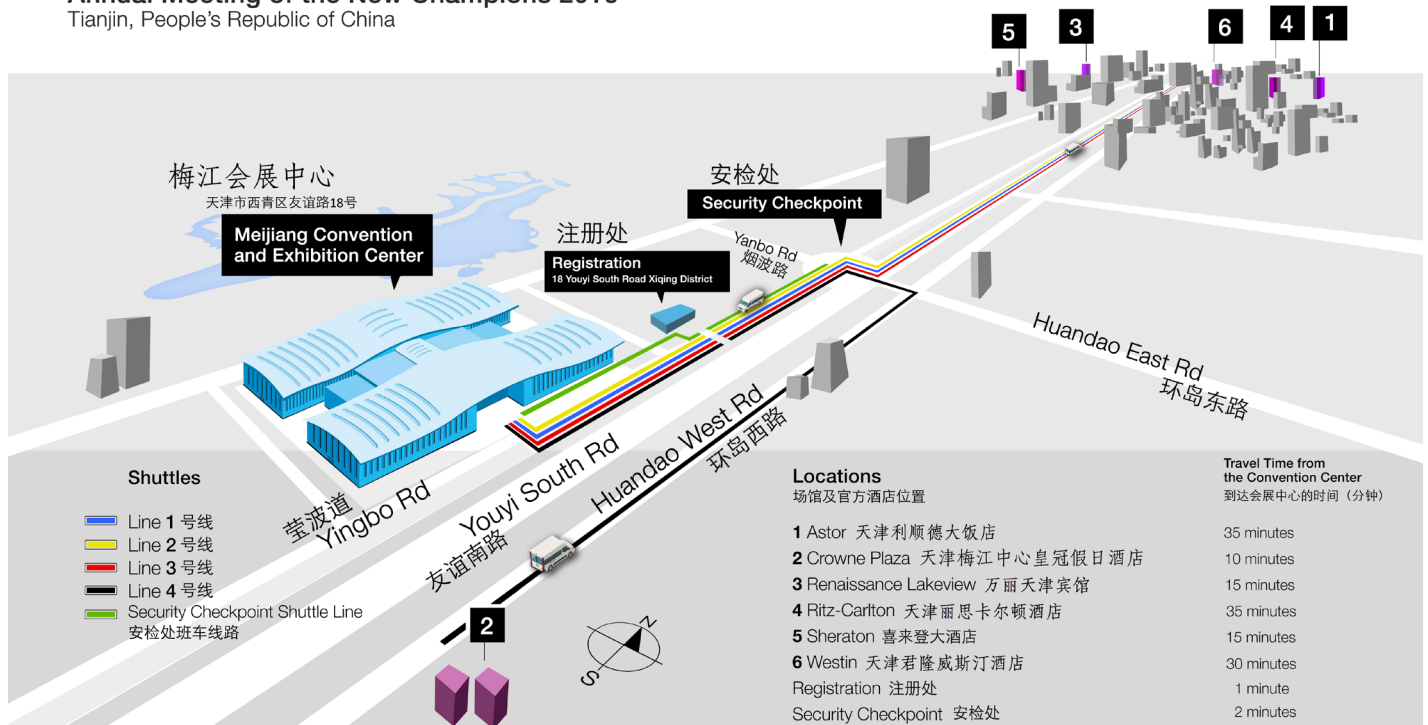 Annual Meeting of the New Champions 2016
Tianjin, People's Republic of China
5
3
6
4
1
梅江会展中心
天津市西青区友谊路18号
Meijiang Convention
and Exhibition Center
注册处
Registration
18 Youyi South Road Xiqing District
安检处
Security Checkpoint
Yanbo Rd
烟波路
Huandao East Rd
环岛东路
Huandao West Rd
环岛西路
Youyi South Rd
友谊南路
莹波道
Yingbo Rd
2
N
S
Shuttles
Line 1 号线
Line 2 号线
Line 3 号线
Line 4 号线
Security Checkpoint Shuttle Line
安检处班车线路
Locations
场馆及官方酒店位置
Travel Time from
the Convention Center
到达会展中心的时间（分钟）
1 Astor 天津利顺德大饭店 35 minutes
2 Crowne Plaza 天津梅江中心皇冠假日酒店 10 minutes
3 Renaissance Lakeview 万丽天津宾馆 15 minutes
4 Ritz-Carlton 天津丽思卡尔顿酒店 35 minutes
5 Sheraton 喜来登大酒店 15 minutes
6 Westin 天津君隆威斯汀酒店 30 minutes
Registration 注册处 1 minute
Security Checkpoint 安检处 2 minutes